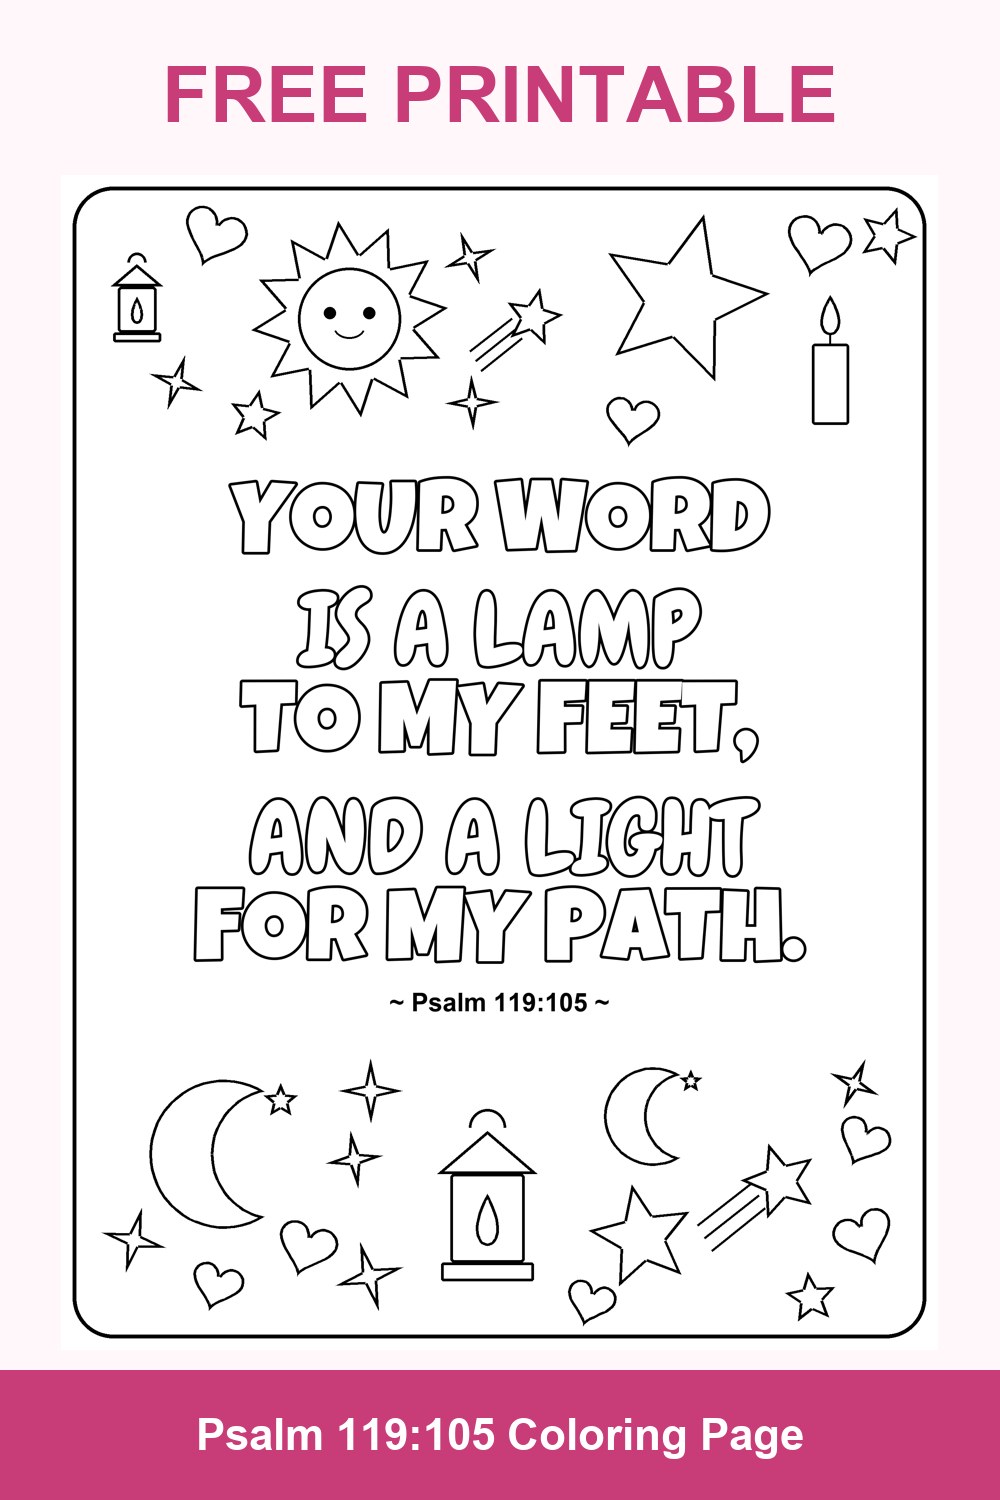 FREE PRINTABLE
YOUR WORD
IS A LAMP
TO MY FEET,
AND A LIGHT
FOR MY PATH.
~ Psalm 119:105 ~
Psalm 119:105 Coloring Page